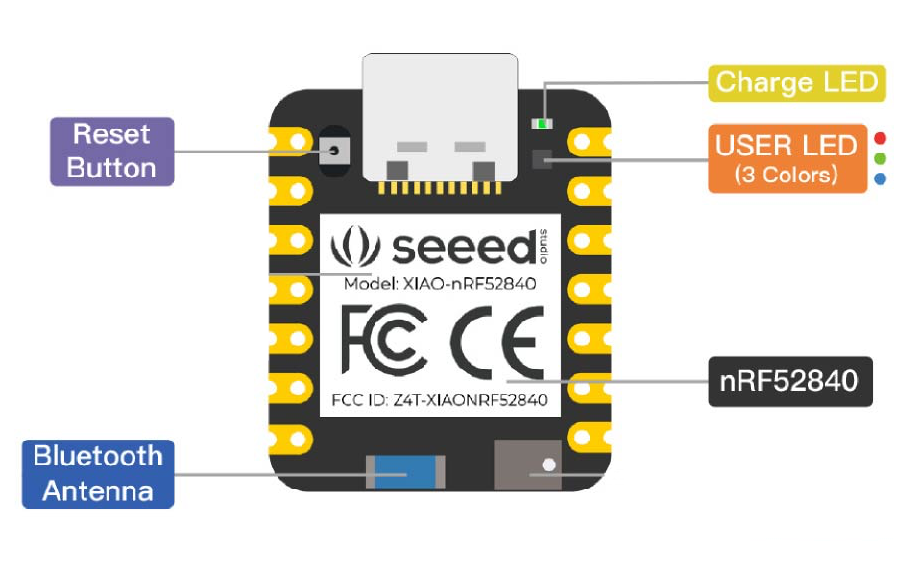 Charge LED
Reset
Button
USER LED
(3 Colors)
seeed studio
Model: XIAO-nRF52840
FC CE
nRF52840
FCC ID: Z4T-XIAONRF52840
Bluetooth
Antenna